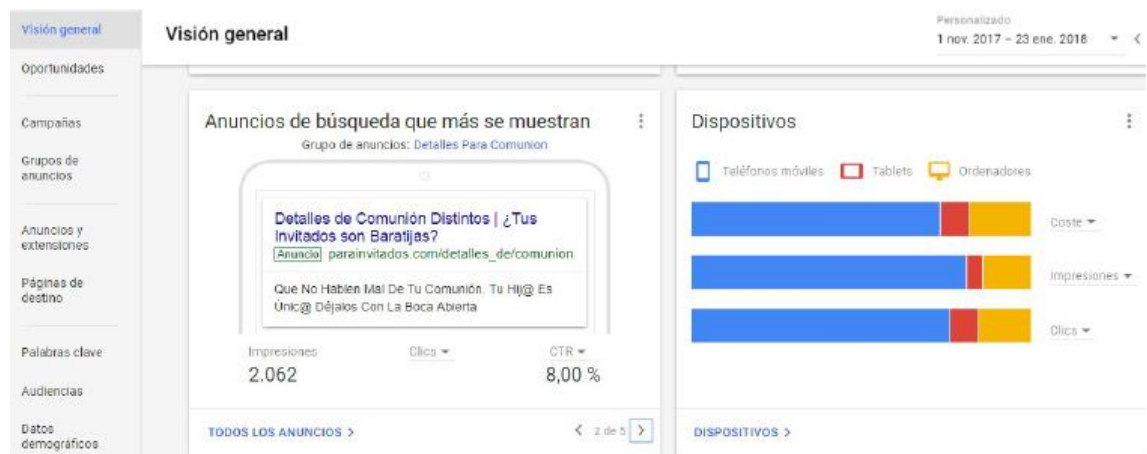 Visión general
Oportunidades
Campañas
Grupos de
anuncios
Anuncios y
extensiones
Páginas de
destino
Palabras clave
Audiencias
Datos
demográficos
Visión general
Personalizado
1 nov. 2017 – 23 ene. 2018
Anuncios de búsqueda que más se muestran
Grupo de anuncios: Detalles Para Comunion
Detalles de Comunión Distintos | ¿Tus
Invitados son Baratijas?
Anuncio parainvitados.com/detalles_de/comunion
Que No Hablen Mal De Tu Comunión. Tu Hij@ Es
Únic@ Déjalos Con La Boca Abierta
Impresiones Clics CTR
2.062 8,00 %
TODOS LOS ANUNCIOS > < 2 de 5 >
Dispositivos
Teléfonos móviles Tablets Ordenadores
Coste
Impresiones
Clics
DISPOSITIVOS >